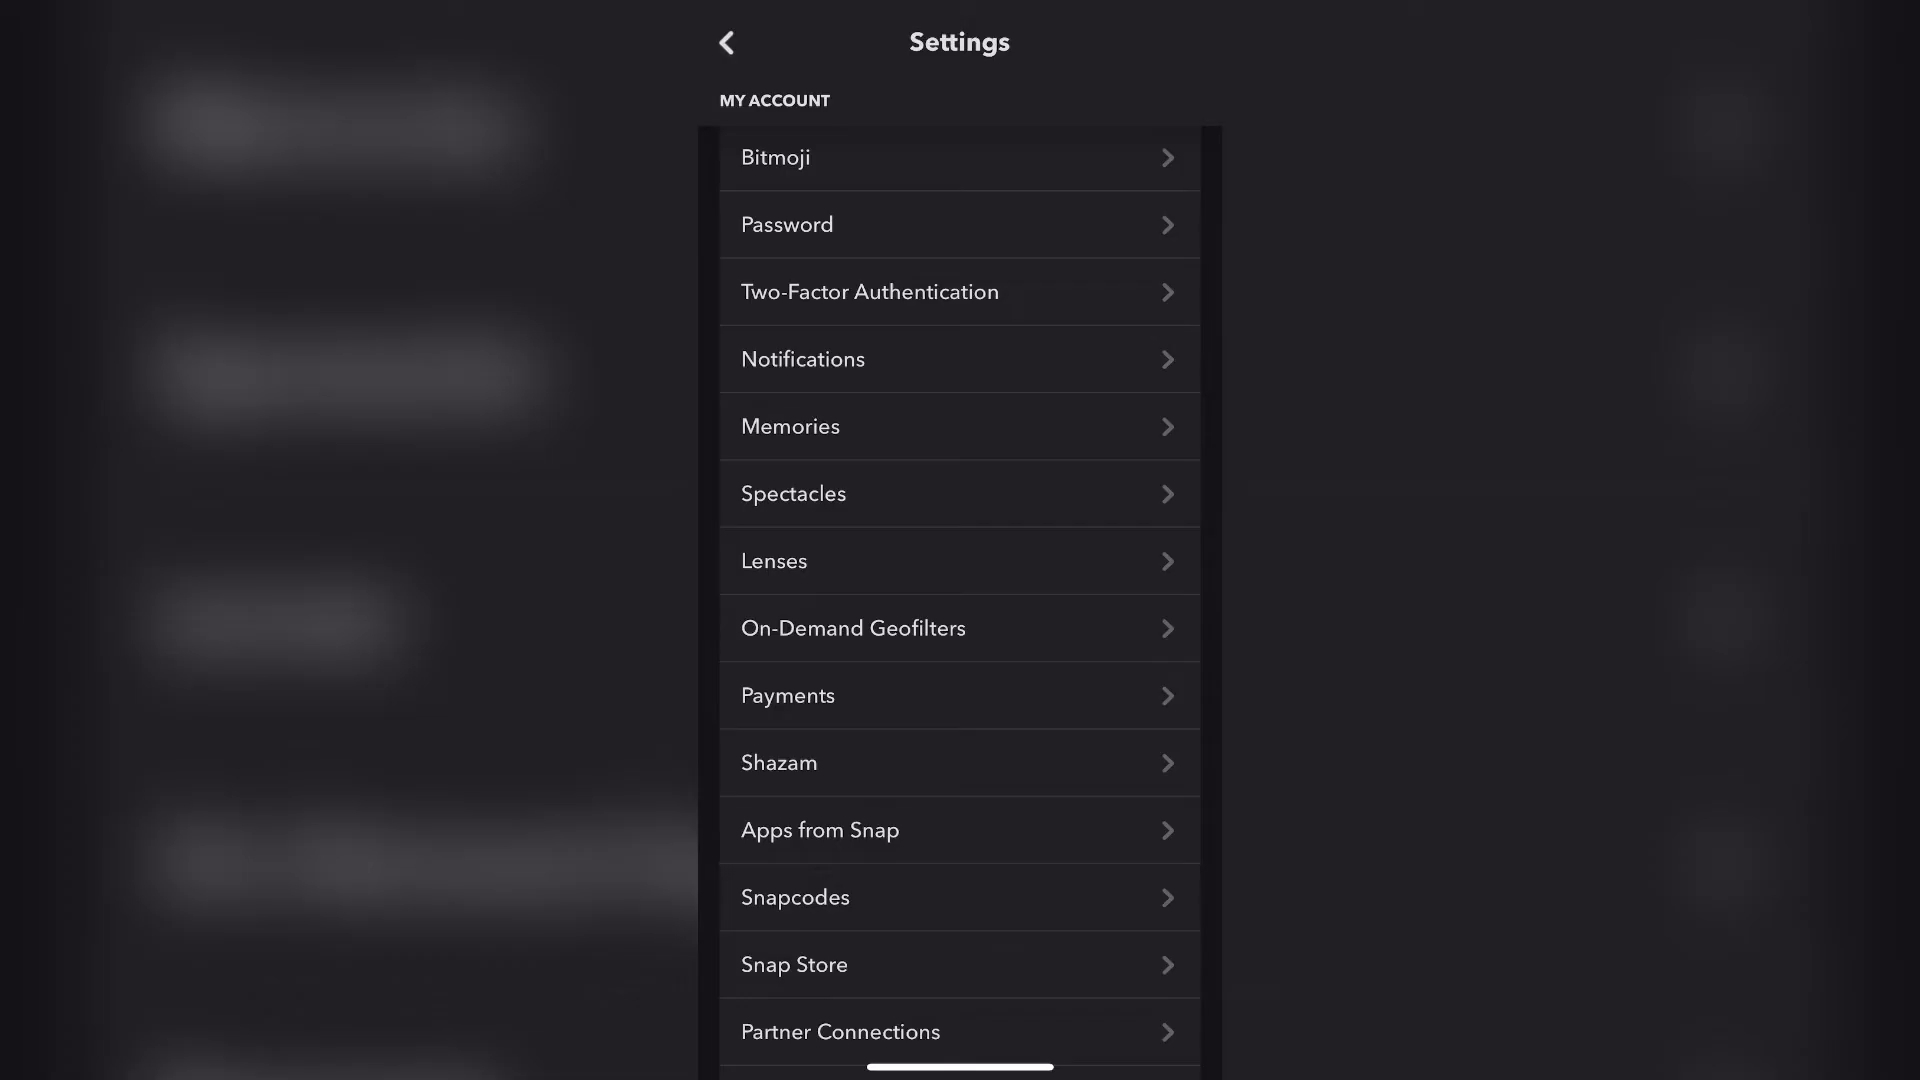 Settings
MY ACCOUNT
Bitmoji
Password
Two-Factor Authentication
Notifications
Memories
Spectacles
Lenses
On-Demand Geofilters
Payments
Shazam
Apps from Snap
Snapcodes
Snap Store
Partner Connections